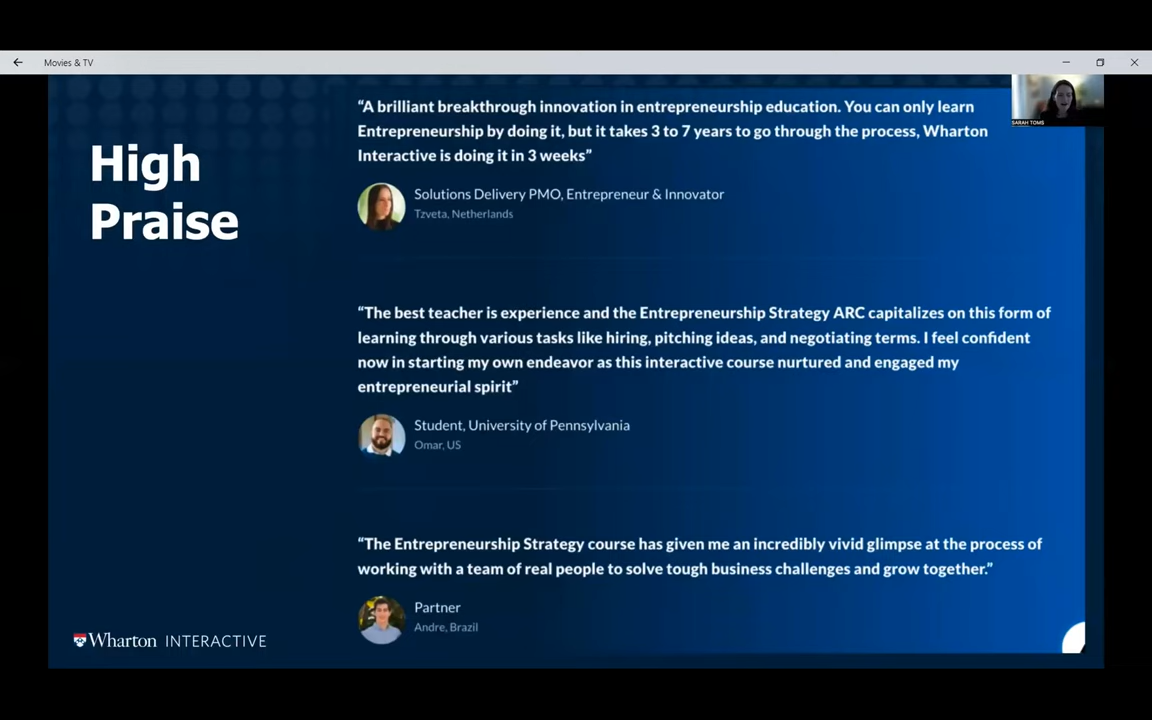 Movies & TV
SARAH TOMS
High
Praise
“A brilliant breakthrough innovation in entrepreneurship education. You can only learn
Entrepreneurship by doing it, but it takes 3 to 7 years to go through the process, Wharton
Interactive is doing it in 3 weeks”
Solutions Delivery PMO, Entrepreneur & Innovator
Tzveta, Netherlands
“The best teacher is experience and the Entrepreneurship Strategy ARC capitalizes on this form of
learning through various tasks like hiring, pitching ideas, and negotiating terms. I feel confident
now in starting my own endeavor as this interactive course nurtured and engaged my
entrepreneurial spirit”
Student, University of Pennsylvania
Omar, US
“The Entrepreneurship Strategy course has given me an incredibly vivid glimpse at the process of
working with a team of real people to solve tough business challenges and grow together.”
Partner
Andre, Brazil
Wharton INTERACTIVE